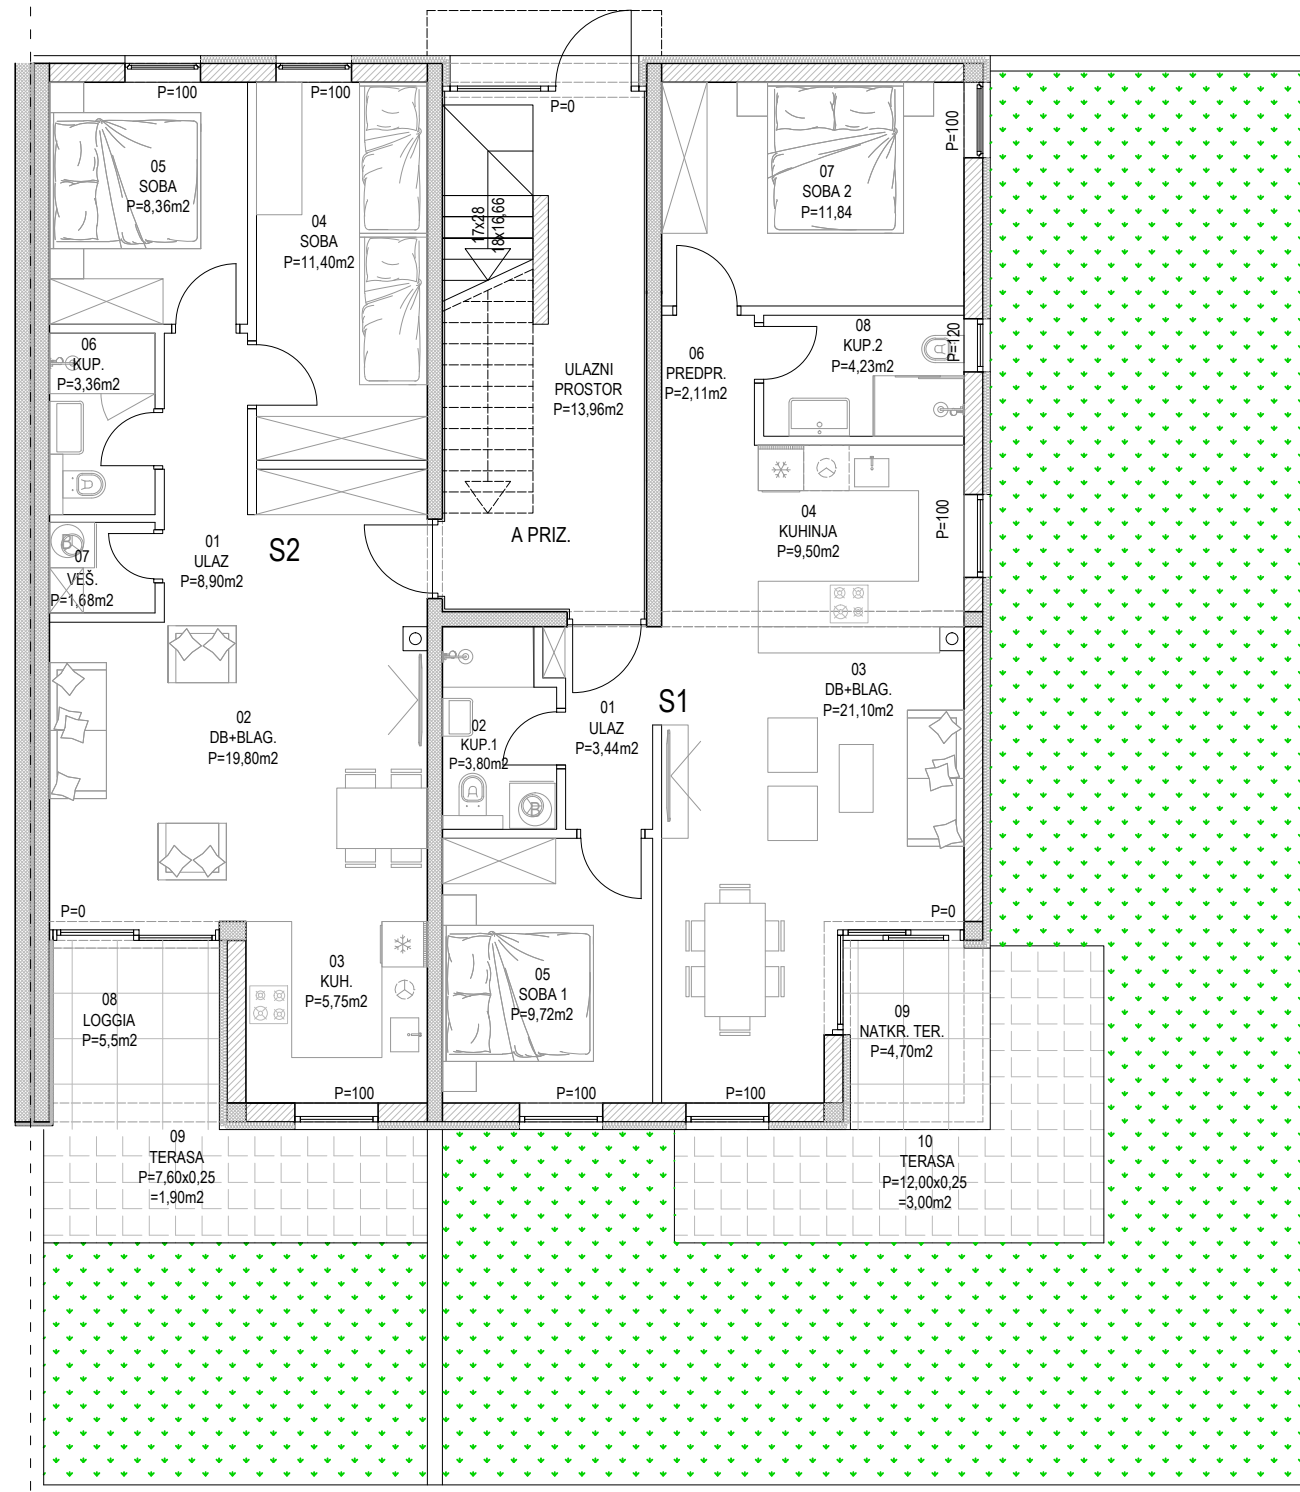 P=100
P=100
P=0
05
SOBA
P=8,36m2
04
SOBA
P=11,40m2
17x28
18x16,66
07
SOBA 2
P=11,84
P=100
06
KUP.
P=3,36m2
ULAZNI
PROSTOR
P=13,96m2
06
PREDPR.
P=2,11m2
08
KUP.2
P=4,23m2
P=120
01
ULAZ
P=8,90m2
S2
07
VEŠ.
P=1,68m2
A PRIZ.
04
KUHINJA
P=9,50m2
P=100
02
DB+BLAG.
P=19,80m2
02
KUP.1
P=3,80m2
01
ULAZ
P=3,44m2
S1
03
DB+BLAG.
P=21,10m2
P=0
P=0
03
KUH.
P=5,75m2
05
SOBA 1
P=9,72m2
08
LOGGIA
P=5,5m2
09
NATKR. TER.
P=4,70m2
P=100
P=100
P=100
09
TERASA
P=7,60x0,25
=1,90m2
10
TERASA
P=12,00x0,25
=3,00m2